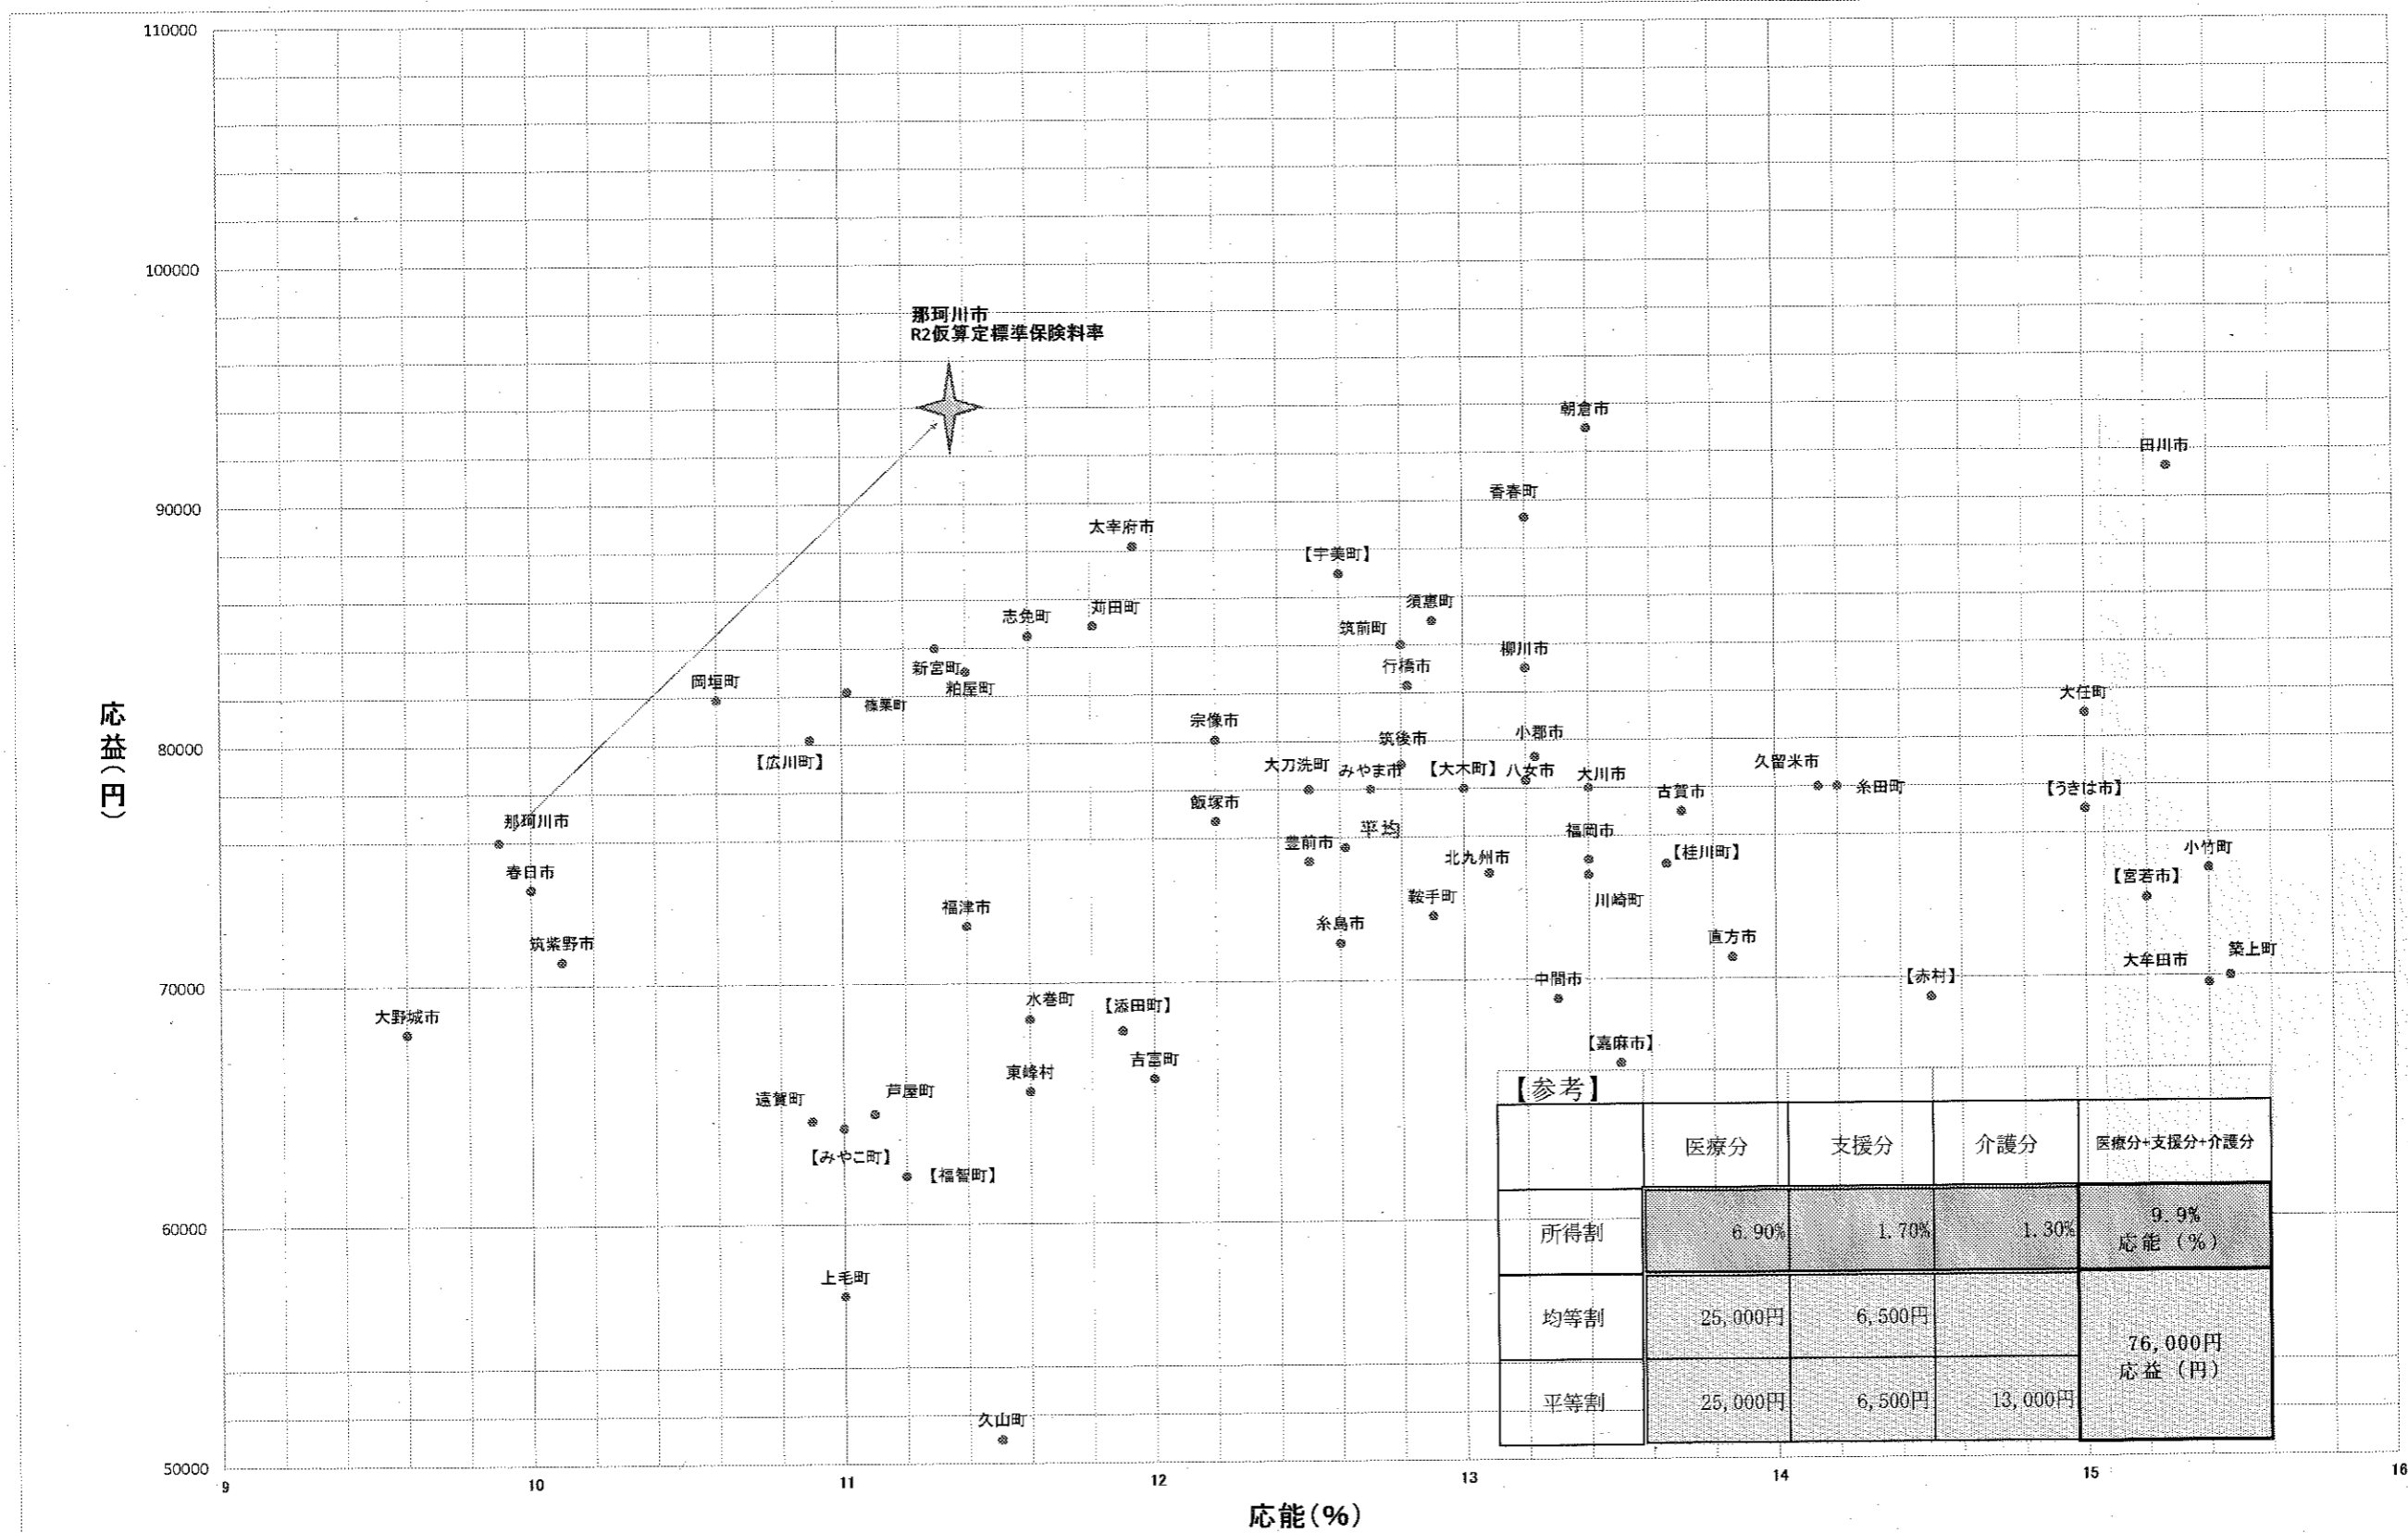 110000
100000
90000
80000
70000
60000
50000
応益(円)
那珂川市
R2仮算定標準保険料率
朝倉市
田川市
香春町
太宰府市
【宇美町】
須恵町
苅田町
志免町
筑前町
柳川市
行橋市
新宮町
粕屋町
岡垣町
篠栗町
大任町
宗像市
筑後市
小郡市
【広川町】
大刀洗町
みやま市
【大木町】
八女市
大川市
久留米市
糸田町
【うきは市】
古賀市
飯塚市
那珂川市
平均
福岡市
豊前市
北九州市
【桂川町】
小竹町
春日市
【宮若市】
鞍手町
川崎町
福津市
糸島市
筑紫野市
直方市
築上町
大牟田市
中間市
【赤村】
大野城市
水巻町
【添田町】
【嘉麻市】
吉富町
東峰村
芦屋町
遠賀町
【みやこ町】
【福智町】
上毛町
久山町
【参考】
医療分 支援分 介護分 医療分+支援分+介護分
所得割 6.90% 1.70% 1.30% 9.9%
応能(%)
均等割 25,000円 6,500円
76,000円
応益(円)
平等割 25,000円 6,500円 13,000円
9 10 11 12 13 14 15 16
応能(%)